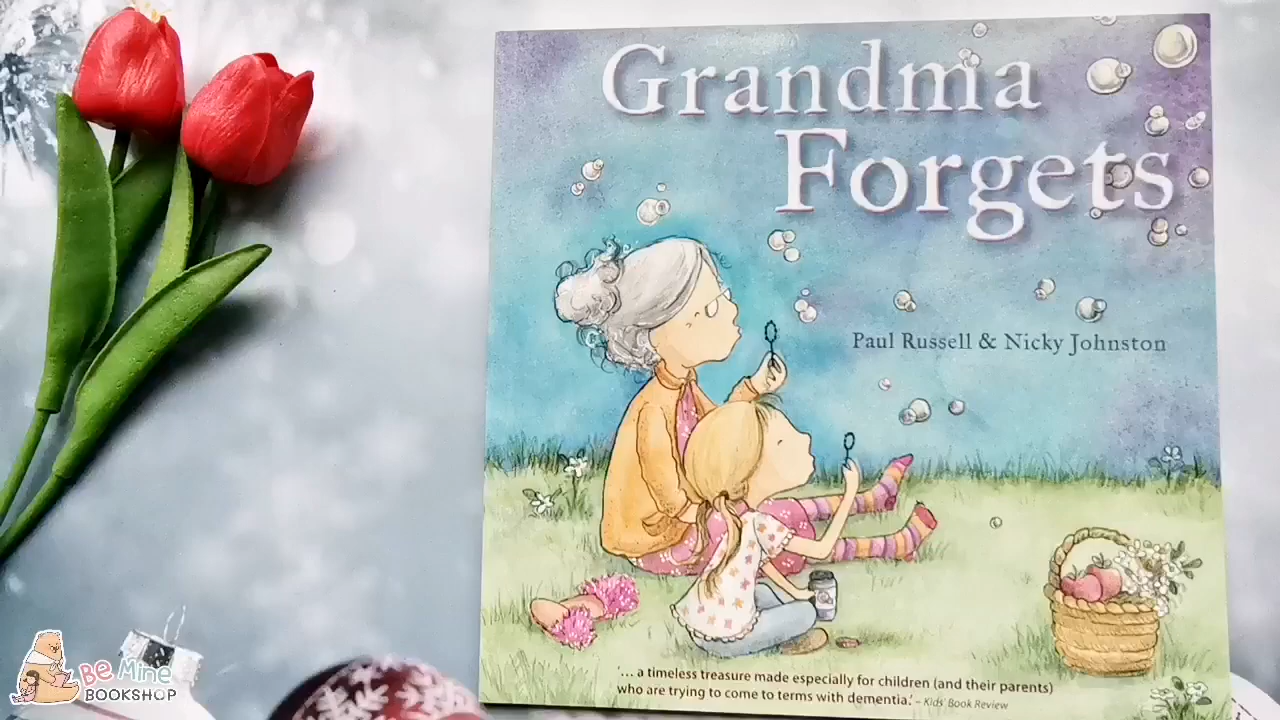 Grandma
Forgets
Paul Russell & Nicky Johnston
'... a timeless treasure made especially for children (and their parents)
who are trying to come to terms with dementia.' – Kids' Book Review
BE Mine
BOOKSHOP